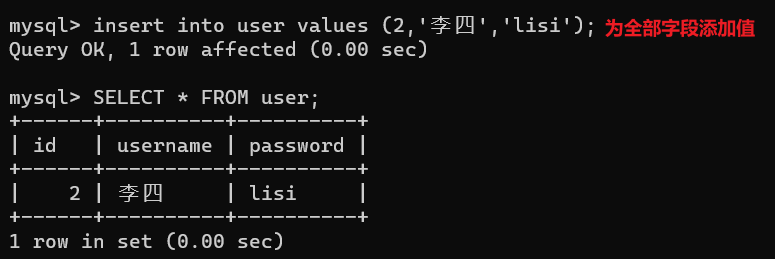 mysql> insert into user values (2,'李四','lisi'); 为全部字段添加值
Query OK, 1 row affected (0.00 sec)
mysql> SELECT * FROM user;
+------+----------+----------+
| id   | username | password |
+------+----------+----------+
|    2 | 李四     | lisi     |
+------+----------+----------+
1 row in set (0.00 sec)